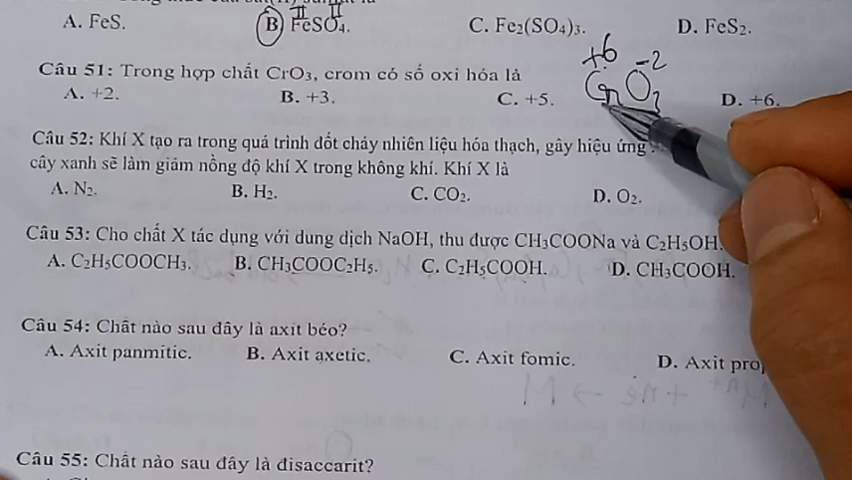 là
A. FeS. B) FeSO₄. C. Fe₂(SO₄)₃. D. FeS₂.
II II
Câu 51: Trong hợp chất CrO₃, crom có số oxi hóa là
+6 -2
CrO₃
A. +2. B. +3. C. +5. D. +6.
Câu 52: Khí X tạo ra trong quá trình đốt cháy nhiên liệu hóa thạch, gây hiệu ứng
cây xanh sẽ làm giảm nồng độ khí X trong không khí. Khí X là
A. N₂. B. H₂. C. CO₂. D. O₂.
Câu 53: Cho chất X tác dụng với dung dịch NaOH, thu được CH₃COONa và C₂H₅OH.
A. C₂H₅COOCH₃. B. CH₃COOC₂H₅. C. C₂H₅COOH. D. CH₃COOH.
Câu 54: Chất nào sau đây là axit béo?
A. Axit panmitic. B. Axit axetic. C. Axit fomic. D. Axit
Câu 55: Chất nào sau đây là đisaccarit?